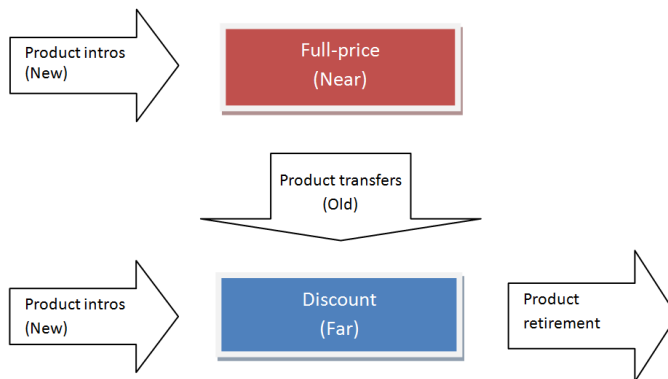 Product intros
(New)
Full-price
(Near)
Product transfers
(Old)
Product intros
(New)
Discount
(Far)
Product
retirement